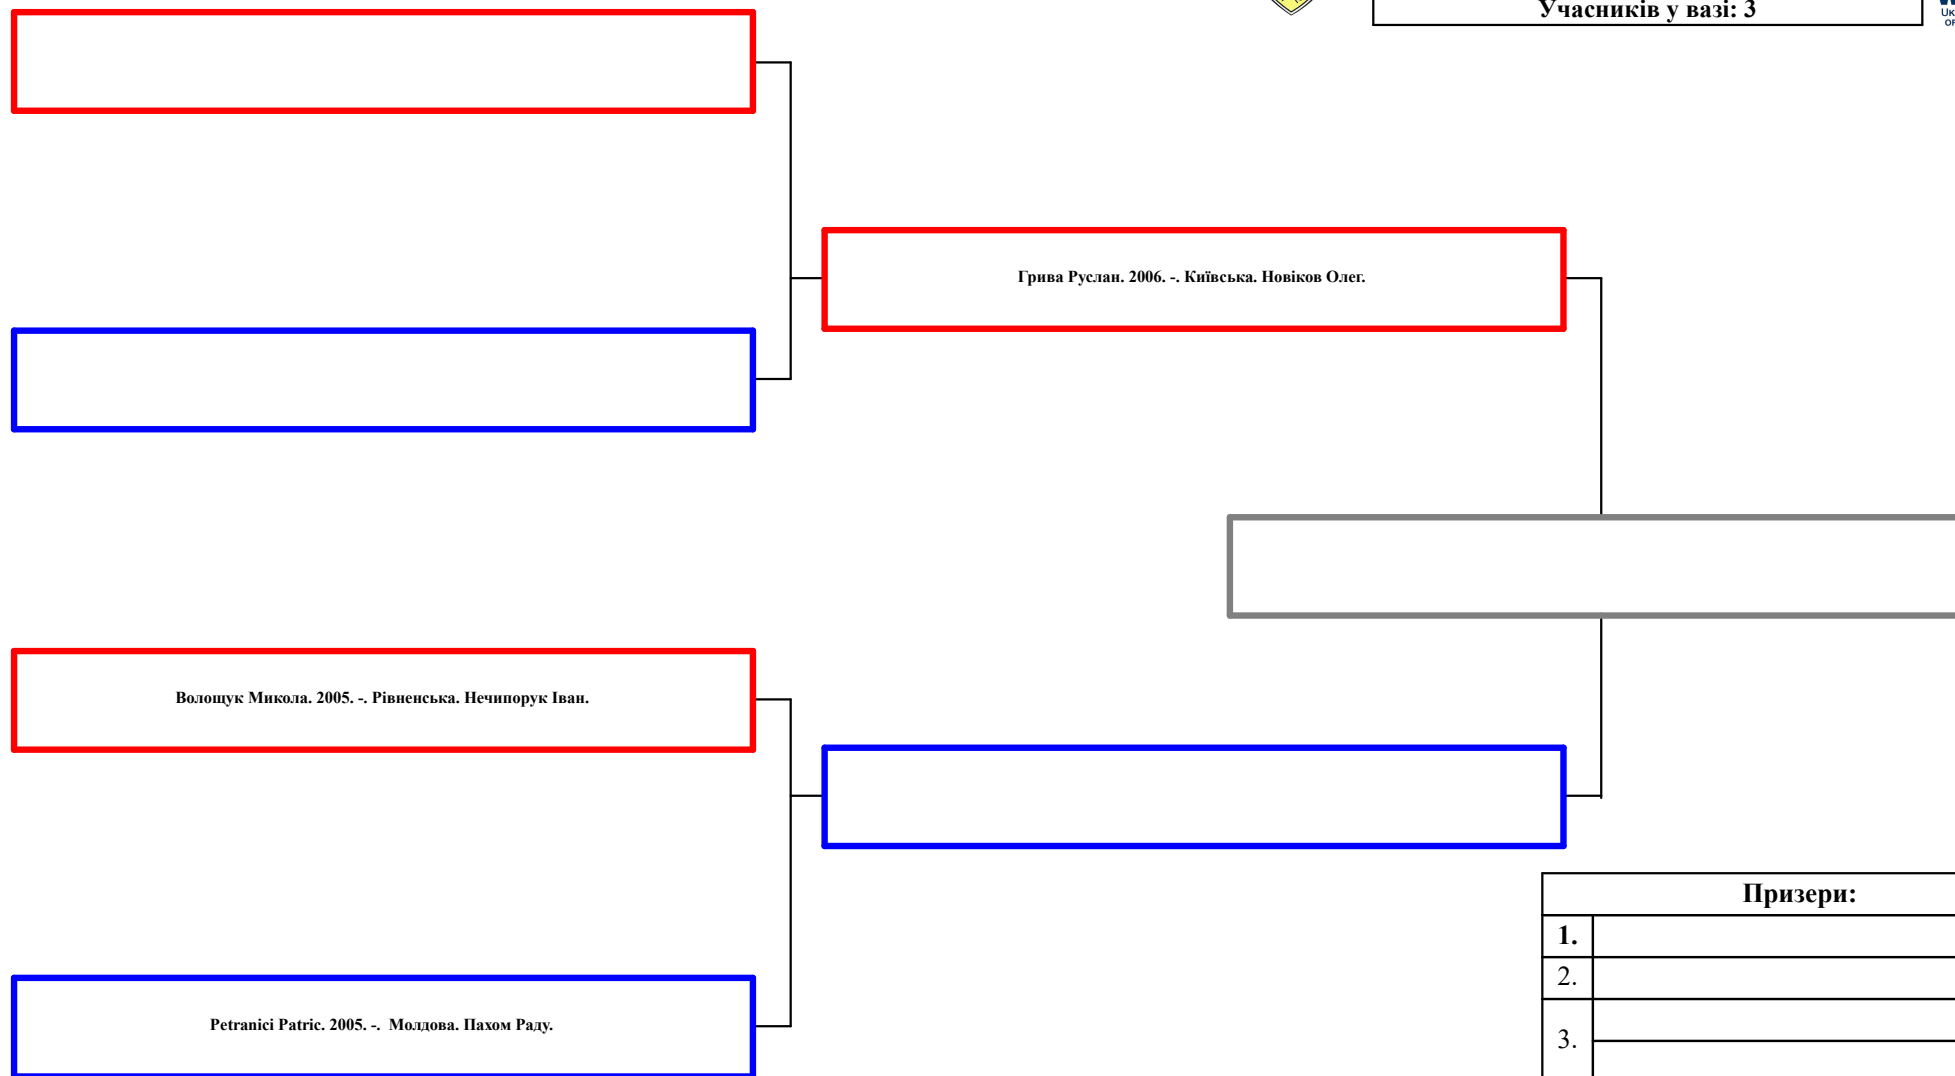 Учасників у вазі: 3
Грива Руслан. 2006. -. Київська. Новіков Олег.
Волощук Микола. 2005. -. Рівненська. Нечипорук Іван.
Petranici Patric. 2005. -. Молдова. Пахом Раду.
Призери:
1.
2.
3.